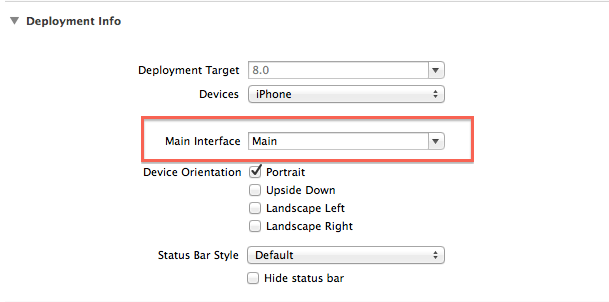 Deployment Info
Deployment Target 8.0
Devices iPhone
Main Interface Main
Device Orientation Portrait
Upside Down
Landscape Left
Landscape Right
Status Bar Style Default
Hide status bar